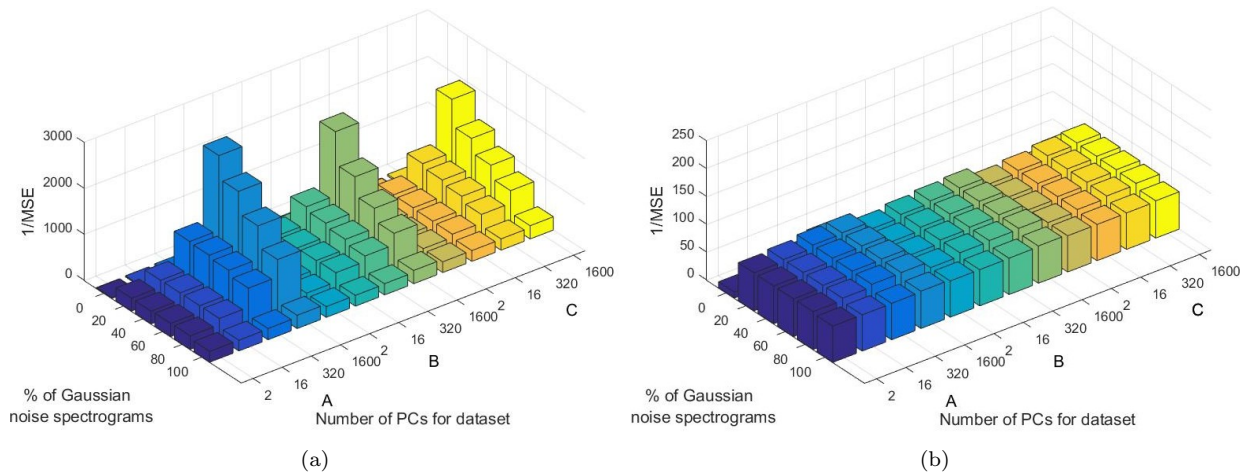 3000
2000
1000
0
1/MSE
0
20
40
60
80
100
% of Gaussian
noise spectrograms
2
16
320
1600
2
16
320
1600
2
16
320
1600
A
B
C
Number of PCs for dataset
(a)
250
200
150
100
50
0
1/MSE
0
20
40
60
80
100
% of Gaussian
noise spectrograms
2
16
320
1600
2
16
320
1600
2
16
320
1600
A
B
C
Number of PCs for dataset
(b)